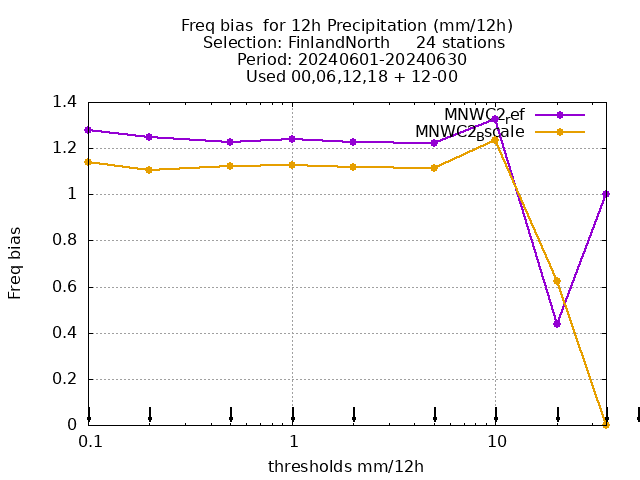 Freq bias  for 12h Precipitation (mm/12h)
Selection: FinlandNorth     24 stations
Period: 20240601-20240630
Used 00,06,12,18 + 12-00
1.4
1.2
1
0.8
0.6
0.4
0.2
0
Freq bias
MNWC2ref
MNWC2Bscale
0.1
1
10
thresholds mm/12h